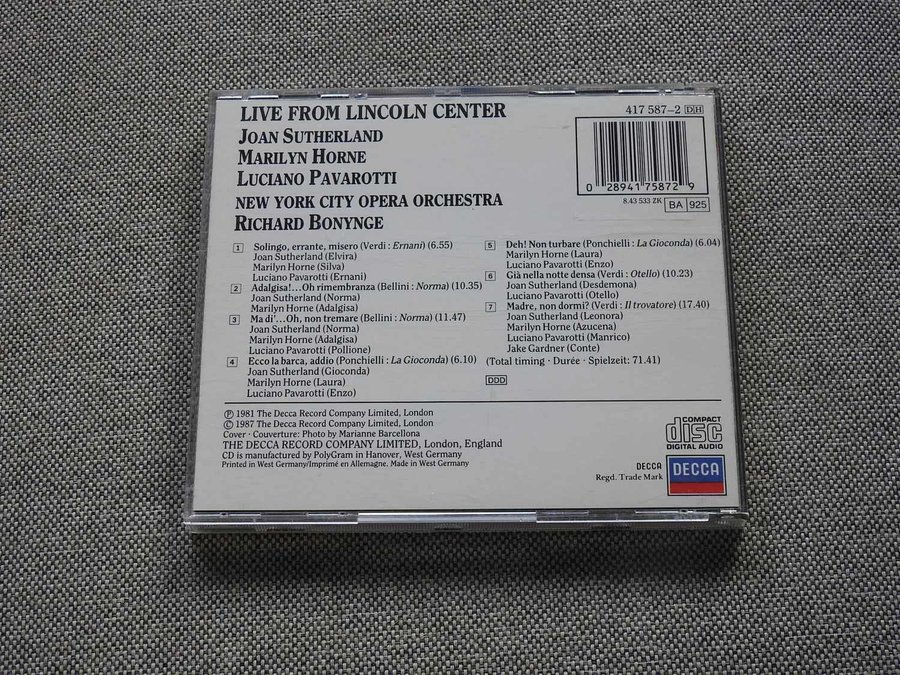 LIVE FROM LINCOLN CENTER
JOAN SUTHERLAND
MARILYN HORNE
LUCIANO PAVAROTTI
NEW YORK CITY OPERA ORCHESTRA
RICHARD BONYNGE
417 587-2 DH
0 28941 75872 9
8.43 533 ZK BA 925
1 Solingo, errante, misero (Verdi : Ernani) (6.55)
Joan Sutherland (Elvira)
Marilyn Horne (Silva)
Luciano Pavarotti (Ernani)
2 Adalgisa!...Oh rimembranza (Bellini : Norma) (10.35)
Joan Sutherland (Norma)
Marilyn Horne (Adalgisa)
3 Ma di'...Oh, non tremare (Bellini : Norma) (11.47)
Joan Sutherland (Norma)
Marilyn Horne (Adalgisa)
Luciano Pavarotti (Pollione)
4 Ecco la barca, addio (Ponchielli : La Gioconda) (6.10)
Joan Sutherland (Gioconda)
Marilyn Horne (Laura)
Luciano Pavarotti (Enzo)
5 Deh! Non turbare (Ponchielli : La Gioconda) (6.04)
Marilyn Horne (Laura)
Luciano Pavarotti (Enzo)
6 Già nella notte densa (Verdi : Otello) (10.23)
Joan Sutherland (Desdemona)
Luciano Pavarotti (Otello)
7 Madre, non dormi? (Verdi : Il trovatore) (17.40)
Joan Sutherland (Leonora)
Marilyn Horne (Azucena)
Luciano Pavarotti (Manrico)
Jake Gardner (Conte)
(Total timing · Durée · Spielzeit: 71.41)
DDD
Ⓟ 1981 The Decca Record Company Limited, London
© 1987 The Decca Record Company Limited, London
Cover · Couverture: Photo by Marianne Barcellona
THE DECCA RECORD COMPANY LIMITED, London, England
CD is manufactured by PolyGram in Hanover, West Germany
Printed in West Germany/Imprimé en Allemagne. Made in West Germany
COMPACT
disc
DIGITAL AUDIO
DECCA
Regd. Trade Mark
DECCA